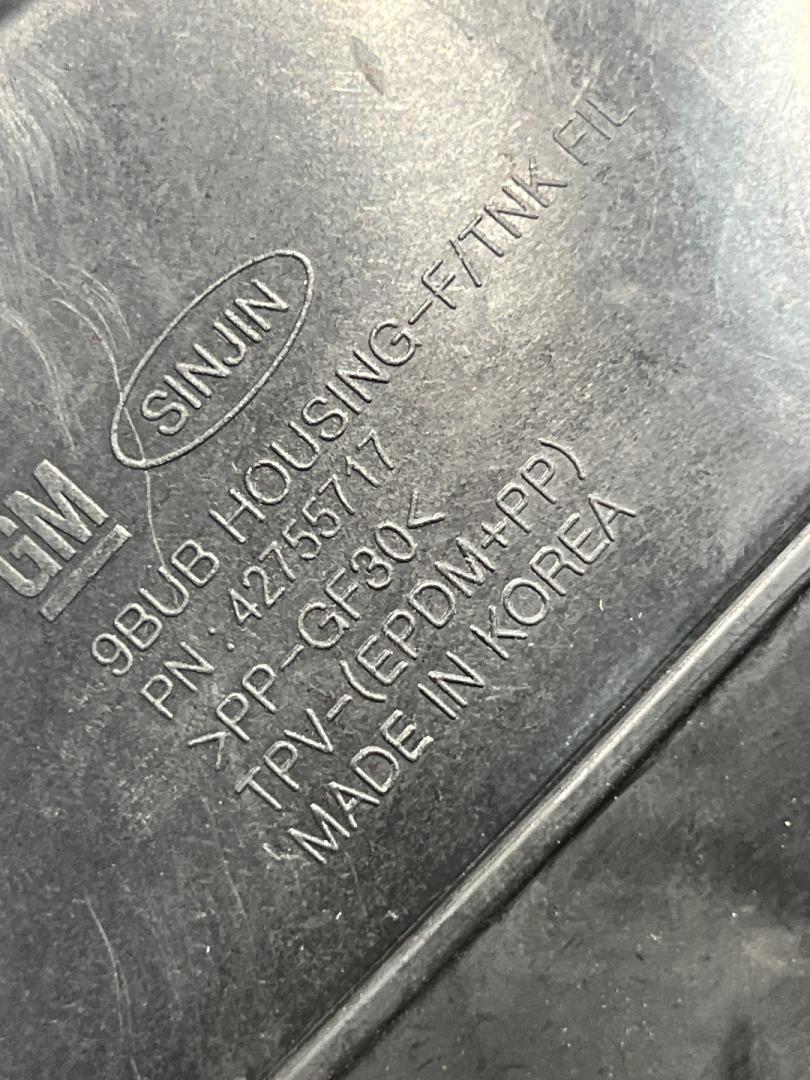 GM
SINJIN
9BUB HOUSING-F/TNK FIL
PN : 42755717
>PP-GF30<
TPV-(EPDM+PP)
MADE IN KOREA